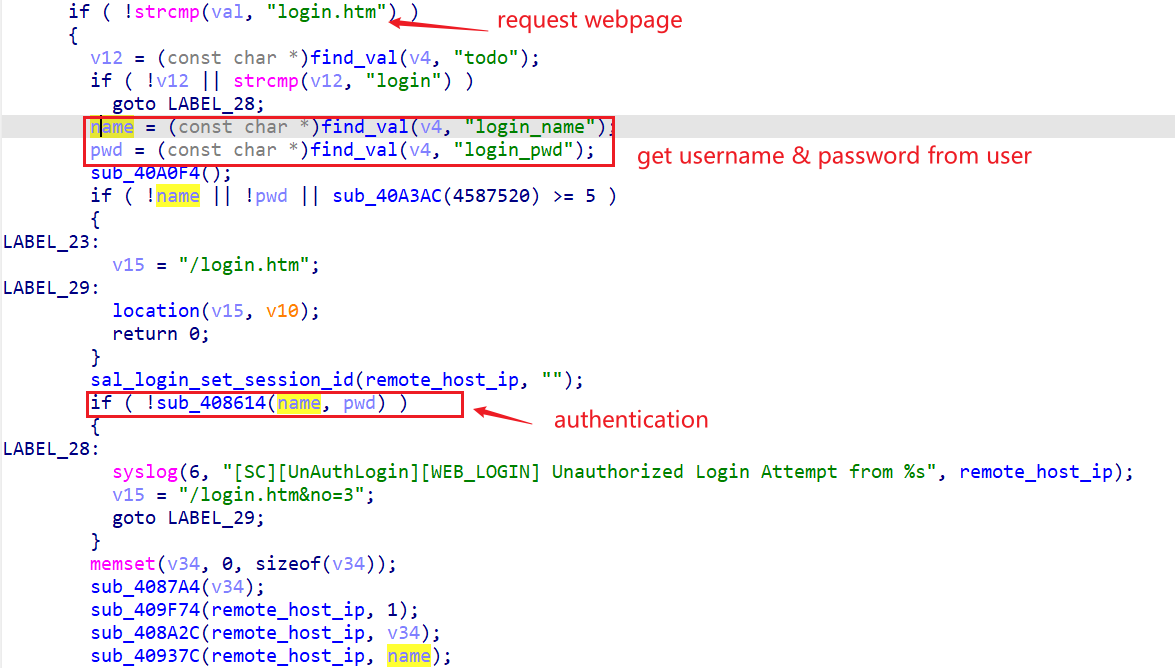 if ( !strcmp(val, "login.htm") ) request webpage
{
v12 = (const char *)find_val(v4, "todo");
if ( !v12 || strcmp(v12, "login") )
goto LABEL_28;
name = (const char *)find_val(v4, "login_name");
pwd = (const char *)find_val(v4, "login_pwd"); get username & password from user
sub_40A0F4();
if ( !name || !pwd || sub_40A3AC(4587520) >= 5 )
{
LABEL_23:
v15 = "/login.htm";
LABEL_29:
location(v15, v10);
return 0;
}
sal_login_set_session_id(remote_host_ip, "");
if ( !sub_408614(name, pwd) ) authentication
{
LABEL_28:
syslog(6, "[SC][UnAuthLogin][WEB_LOGIN] Unauthorized Login Attempt from %s", remote_host_ip);
v15 = "/login.htm&no=3";
goto LABEL_29;
}
memset(v34, 0, sizeof(v34));
sub_4087A4(v34);
sub_409F74(remote_host_ip, 1);
sub_408A2C(remote_host_ip, v34);
sub_40937C(remote_host_ip, name);